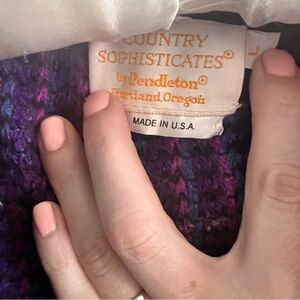 COUNTRY
SOPHISTICATES®
by Pendleton®
Portland, Oregon
L
MADE IN U.S.A.